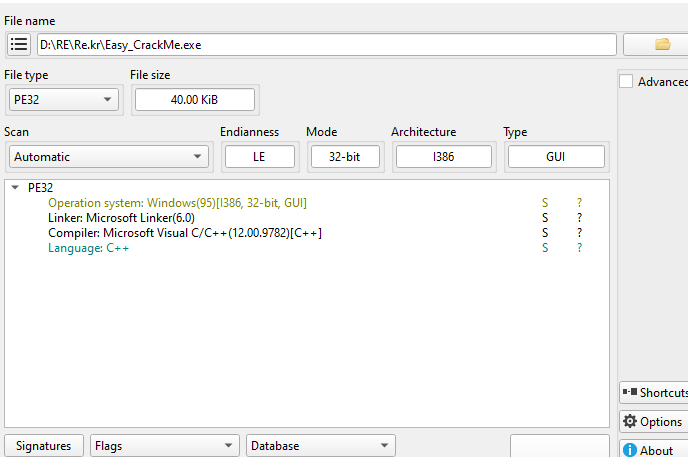 File name
D:\RE\Re.kr\Easy_CrackMe.exe
File type File size
PE32 40.00 KiB
Advanced
Scan Endianness Mode Architecture Type
Automatic LE 32-bit I386 GUI
PE32
Operation system: Windows(95)[I386, 32-bit, GUI] S ?
Linker: Microsoft Linker(6.0) S ?
Compiler: Microsoft Visual C/C++(12.00.9782)[C++] S ?
Language: C++ S ?
Shortcuts
Options
Signatures Flags Database
About